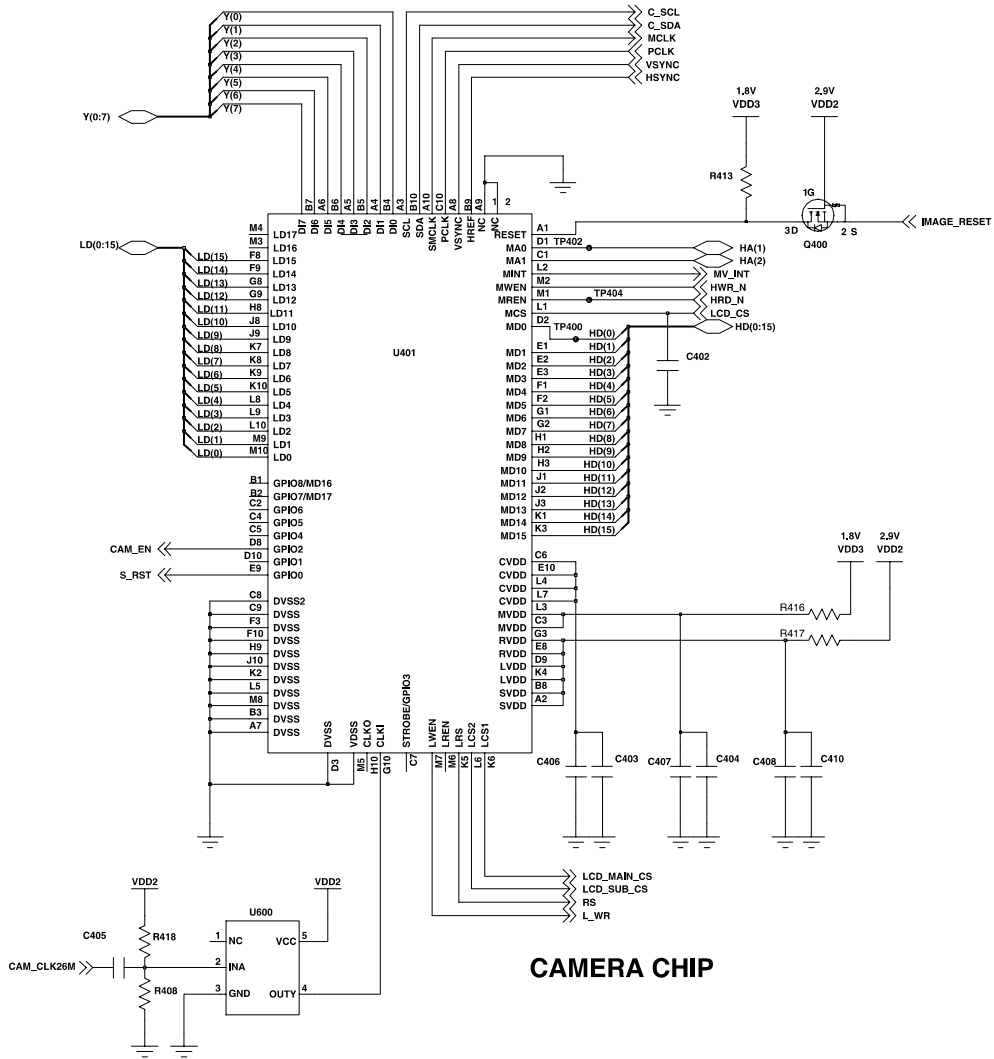 C_SCL
C_SDA
MCLK
PCLK
VSYNC
HSYNC
Y(0)
Y(1)
Y(2)
Y(3)
Y(4)
Y(5)
Y(6)
Y(7)
Y(0:7)
1.8V
VDD3
2.9V
VDD2
R413
1G
3 D
2 S
Q400
IMAGE_RESET
B7
A6
B6
A5
B5
A4
B4
A3
B10
A10
C10
A8
B9
A9
1
2
DI7
DI6
DI5
DI4
DI3
DI2
DI1
DI0
SCL
SDA
SMCLK
PCLK
VSYNC
HREF
NC
NC
LD(0:15)
M4 LD17
M3 LD16
LD(15) F8 LD15
LD(14) F9 LD14
LD(13) G8 LD13
LD(12) G9 LD12
LD(11) H8 LD11
LD(10) J8 LD10
LD(9) J9 LD9
LD(8) K7 LD8
LD(7) K8 LD7
LD(6) K9 LD6
LD(5) K10 LD5
LD(4) L8 LD4
LD(3) L9 LD3
LD(2) L10 LD2
LD(1) M9 LD1
LD(0) M10 LD0
U401
RESET A1
MA0 D1 TP402 HA(1)
MA1 C1 HA(2)
MINT L2 MV_INT
MWEN M2 HWR_N
MREN M1 TP404 HRD_N
MCS L1 LCD_CS
MD0 D2 TP400 HD(0) HD(0:15)
MD1 E1 HD(1)
MD2 E2 HD(2)
MD3 E3 HD(3)
MD4 F1 HD(4)
MD5 F2 HD(5)
MD6 G1 HD(6)
MD7 G2 HD(7)
MD8 H1 HD(8)
MD9 H2 HD(9)
MD10 H3 HD(10)
MD11 J1 HD(11)
MD12 J2 HD(12)
MD13 J3 HD(13)
MD14 K1 HD(14)
MD15 K3 HD(15)
C402
B1 GPIO8/MD16
B2 GPIO7/MD17
C2 GPIO6
C4 GPIO5
C5 GPIO4
CAM_EN D8 GPIO2
D10 GPIO1
S_RST E9 GPIO0
C8 DVSS2
C9 DVSS
F3 DVSS
F10 DVSS
H9 DVSS
J10 DVSS
K2 DVSS
L5 DVSS
M8 DVSS
B3 DVSS
A7 DVSS
CVDD C6
CVDD E10
CVDD L4
CVDD L7
MVDD L3
MVDD C3
RVDD G3
RVDD E8
LVDD D9
LVDD K4
SVDD B8
SVDD A2
1.8V
VDD3
2.9V
VDD2
R416
R417
DVSS
VDSS
CLKO
CLKI
STROBE/GPIO3
LWEN
LREN
LRS
LCS2
LCS1
D3
M5
H10
G10
C7
M7
M6
K5
L6
K6
C406
C403
C407
C404
C408
C410
LCD_MAIN_CS
LCD_SUB_CS
RS
L_WR
VDD2
VDD2
U600
C405
R418
R408
CAM_CLK26M
1 NC
2 INA
3 GND
VCC 5
OUTY 4
CAMERA CHIP